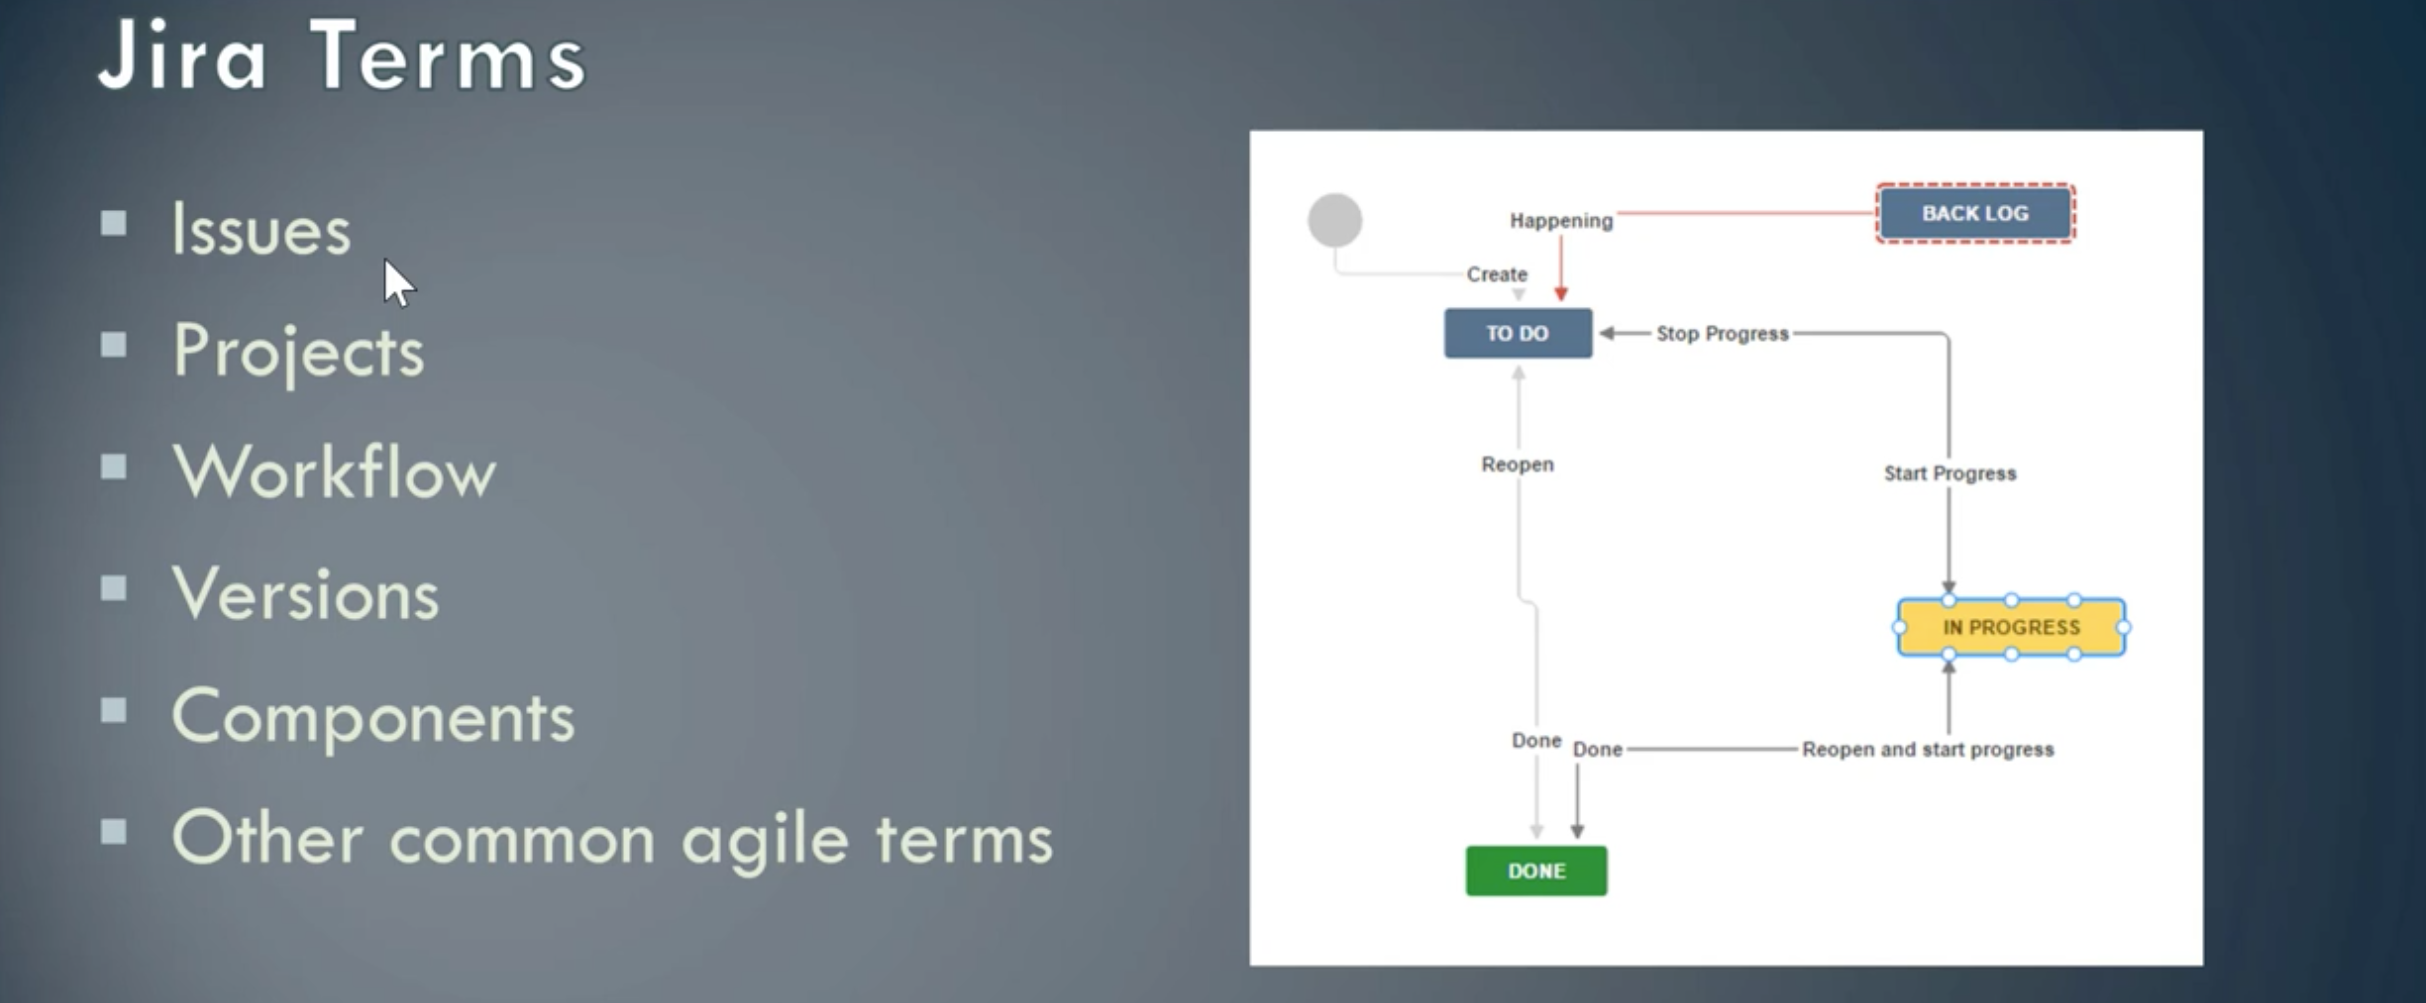 Jira Terms
Issues
Projects
Workflow
Versions
Components
Other common agile terms
BACK LOG
Happening
Create
TO DO
Stop Progress
Reopen
Start Progress
IN PROGRESS
Done
Done
Reopen and start progress
DONE